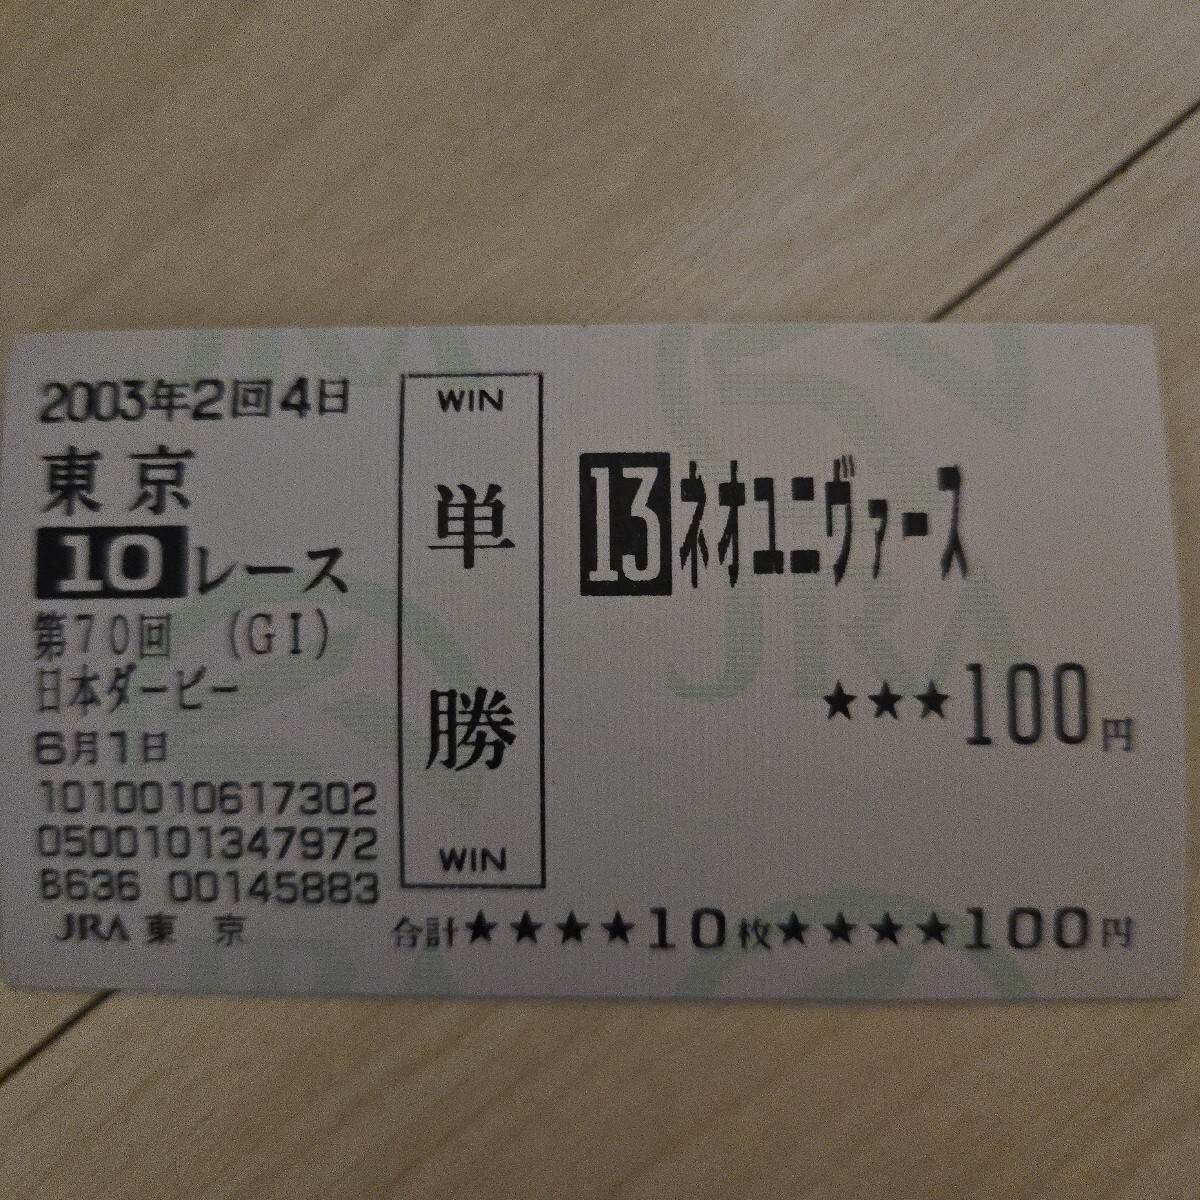 2003年2回4日
東京
10レース
第70回 (GI)
日本ダービー
6月1日
1010010617302
0500101347972
B636 00145883
JRA 東 京
WIN
単勝
WIN
13 ネオユニヴァース
★★★100円
合計★★★★10枚★★★★100円
JRA